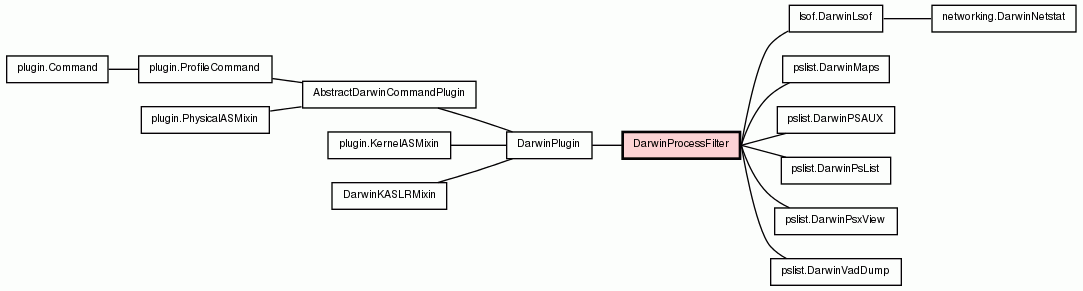 lsof.DarwinLsof
networking.DarwinNetstat
plugin.Command
plugin.ProfileCommand
pslist.DarwinMaps
AbstractDarwinCommandPlugin
plugin.PhysicalASMixin
pslist.DarwinPSAUX
plugin.KernelASMixin
DarwinPlugin
DarwinProcessFilter
pslist.DarwinPsList
DarwinKASLRMixin
pslist.DarwinPsxView
pslist.DarwinVadDump